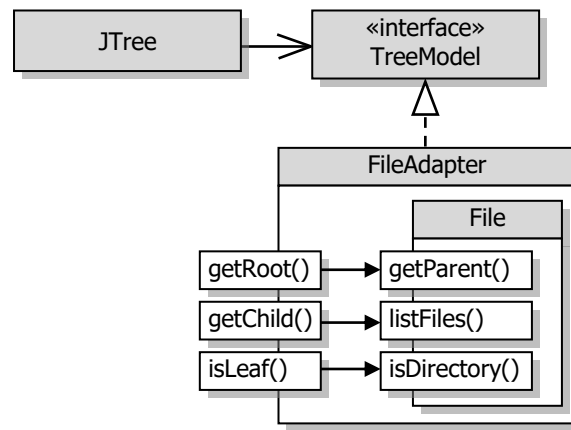 JTree
«interface»
TreeModel
FileAdapter
File
getRoot()
getParent()
getChild()
listFiles()
isLeaf()
isDirectory()